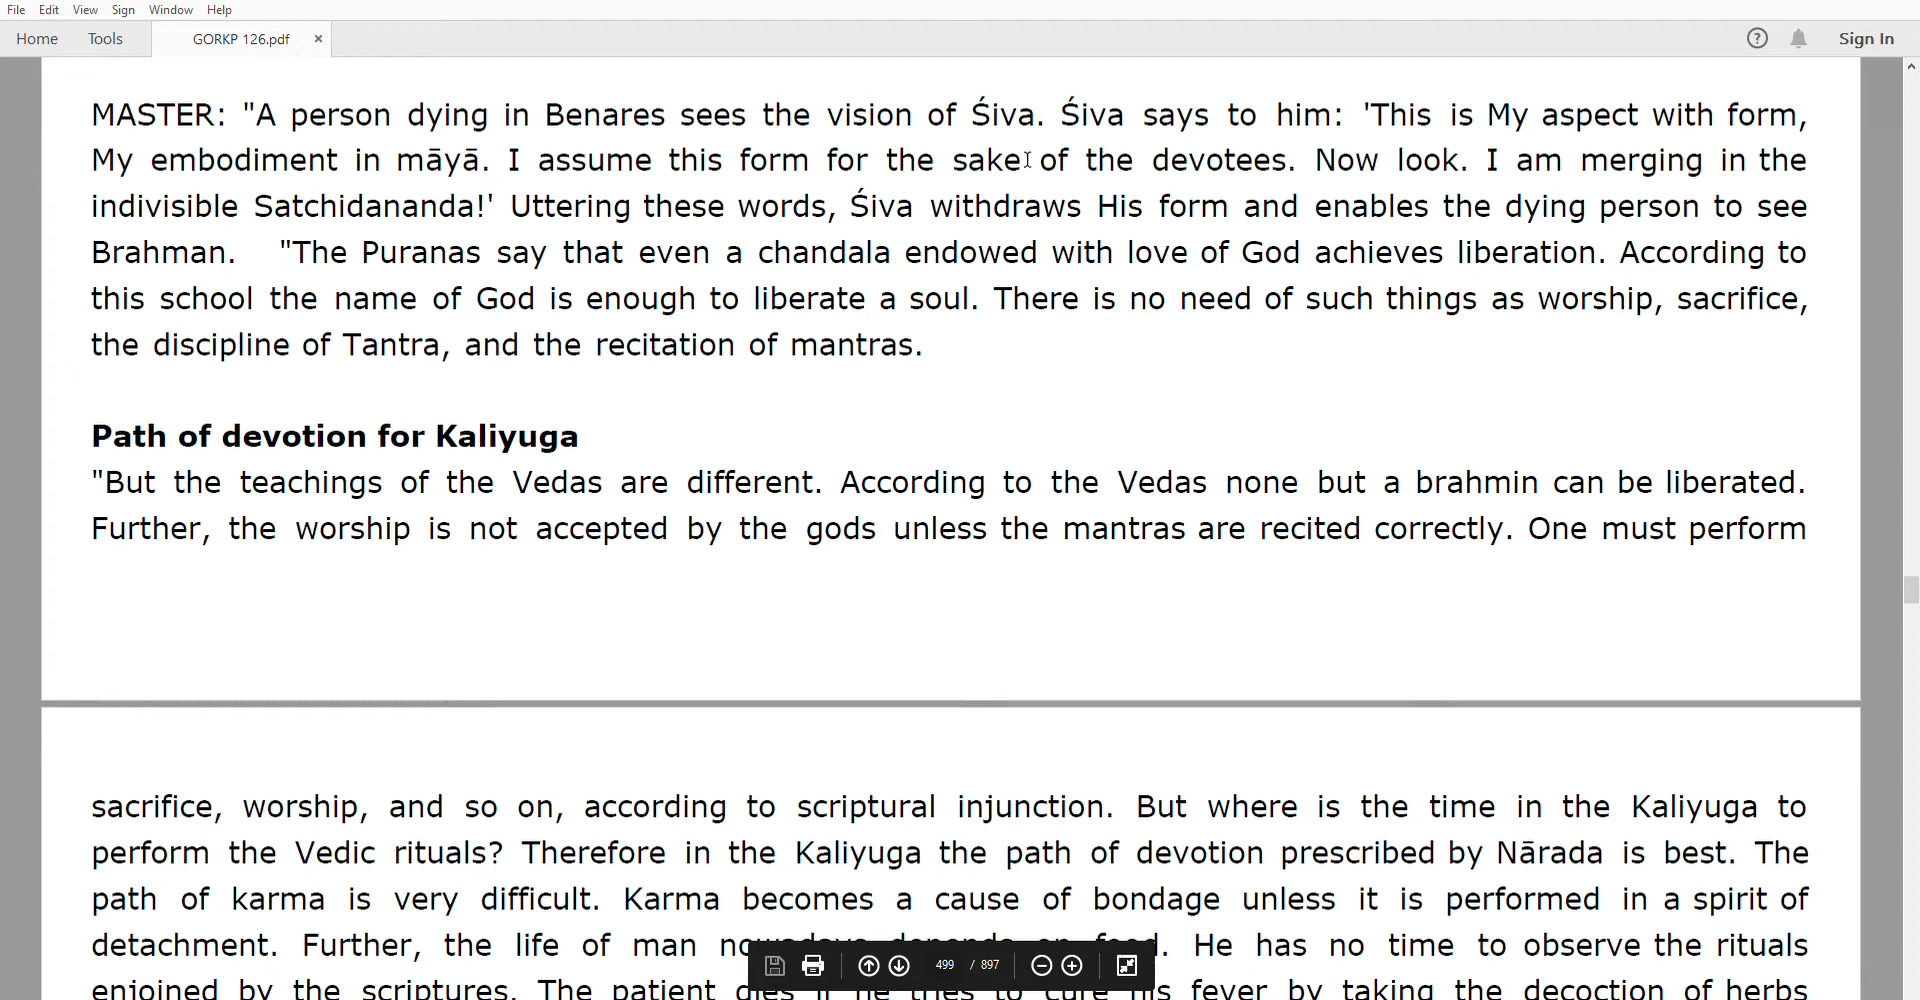 File Edit View Sign Window Help
Home Tools GORKP 126.pdf × ? Sign In
MASTER: "A person dying in Benares sees the vision of Śiva. Śiva says to him: 'This is My aspect with form,
My embodiment in māyā. I assume this form for the sake of the devotees. Now look. I am merging in the
indivisible Satchidananda!' Uttering these words, Śiva withdraws His form and enables the dying person to see
Brahman. "The Puranas say that even a chandala endowed with love of God achieves liberation. According to
this school the name of God is enough to liberate a soul. There is no need of such things as worship, sacrifice,
the discipline of Tantra, and the recitation of mantras.
Path of devotion for Kaliyuga
"But the teachings of the Vedas are different. According to the Vedas none but a brahmin can be liberated.
Further, the worship is not accepted by the gods unless the mantras are recited correctly. One must perform
sacrifice, worship, and so on, according to scriptural injunction. But where is the time in the Kaliyuga to
perform the Vedic rituals? Therefore in the Kaliyuga the path of devotion prescribed by Nārada is best. The
path of karma is very difficult. Karma becomes a cause of bondage unless it is performed in a spirit of
detachment. Further, the life of man nowadays depends on food. He has no time to observe the rituals
enjoined by the scriptures. The patient dies if he tries to cure his fever by taking the decoction of herbs
499 / 897